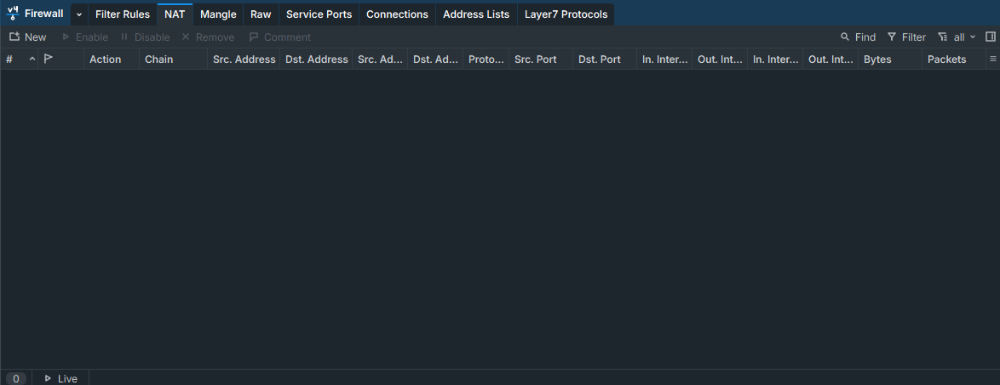 v4 Firewall Filter Rules NAT Mangle Raw Service Ports Connections Address Lists Layer7 Protocols
New Enable Disable Remove Comment Find Filter all
# Action Chain Src. Address Dst. Address Src. Ad... Dst. Ad... Proto... Src. Port Dst. Port In. Inter... Out. Int... In. Inter... Out. Int... Bytes Packets
0 Live